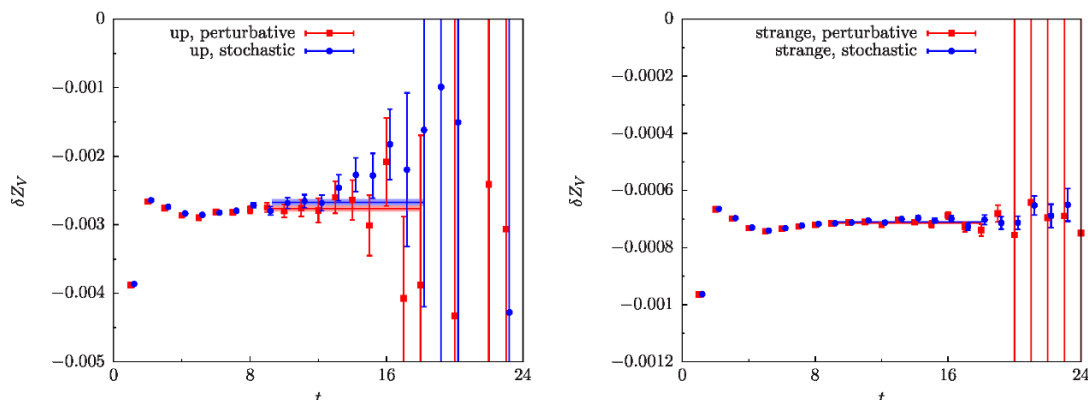 up, perturbative
up, stochastic
0
−0.001
−0.002
−0.003
−0.004
−0.005
δZ_V
0 8 16 24
t
strange, perturbative
strange, stochastic
0
−0.0002
−0.0004
−0.0006
−0.0008
−0.001
−0.0012
δZ_V
0 8 16 24
t